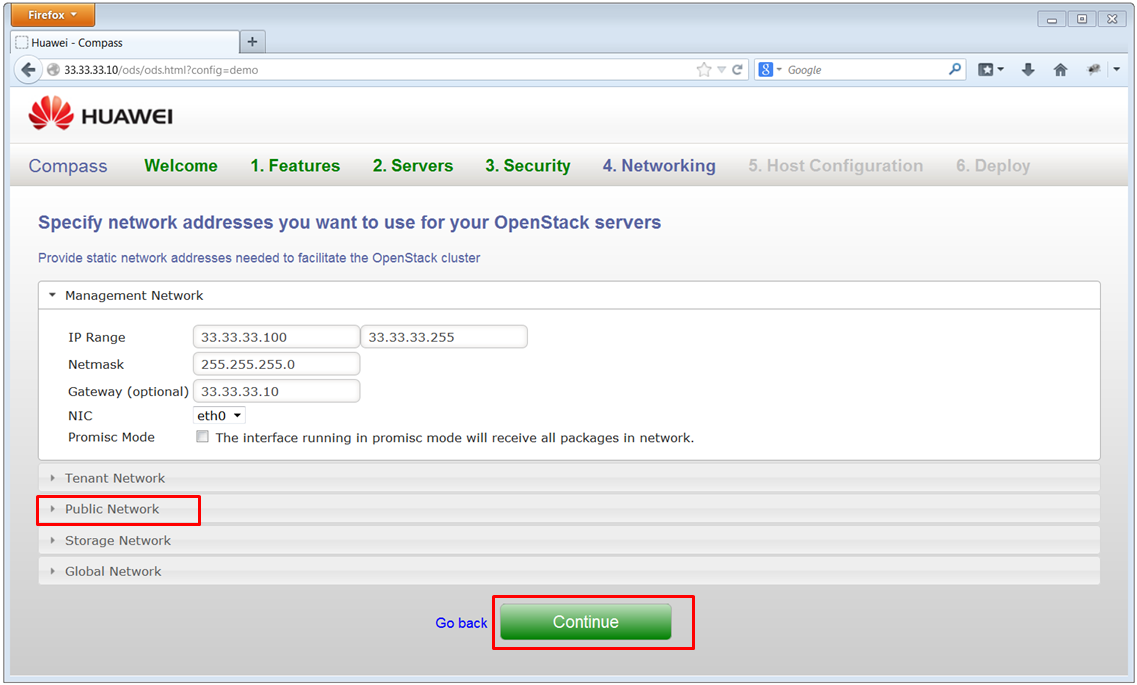 Firefox
Huawei - Compass
33.33.33.10/ods/ods.html?config=demo
Google
HUAWEI
Compass Welcome 1. Features 2. Servers 3. Security 4. Networking 5. Host Configuration 6. Deploy
Specify network addresses you want to use for your OpenStack servers
Provide static network addresses needed to facilitate the OpenStack cluster
Management Network
IP Range 33.33.33.100 33.33.33.255
Netmask 255.255.255.0
Gateway (optional) 33.33.33.10
NIC eth0
Promisc Mode The interface running in promisc mode will receive all packages in network.
Tenant Network
Public Network
Storage Network
Global Network
Go back Continue